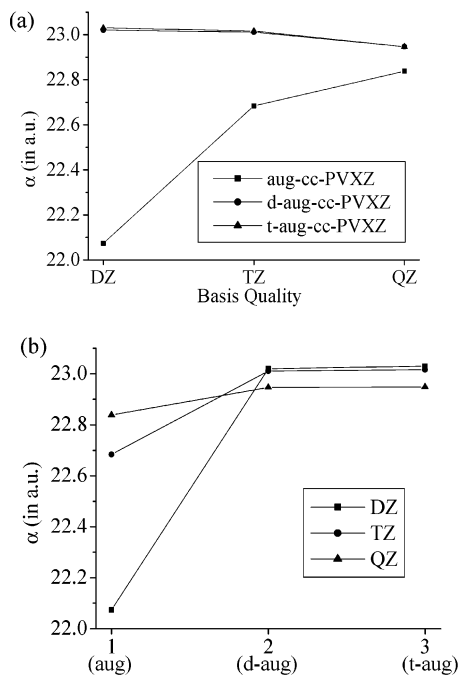 (a)
23.0
22.8
22.6
22.4
22.2
22.0
α (in a.u.)
aug-cc-PVXZ
d-aug-cc-PVXZ
t-aug-cc-PVXZ
DZ TZ QZ
Basis Quality
(b)
23.0
22.8
22.6
22.4
22.2
22.0
α (in a.u.)
DZ
TZ
QZ
1 2 3
(aug) (d-aug) (t-aug)